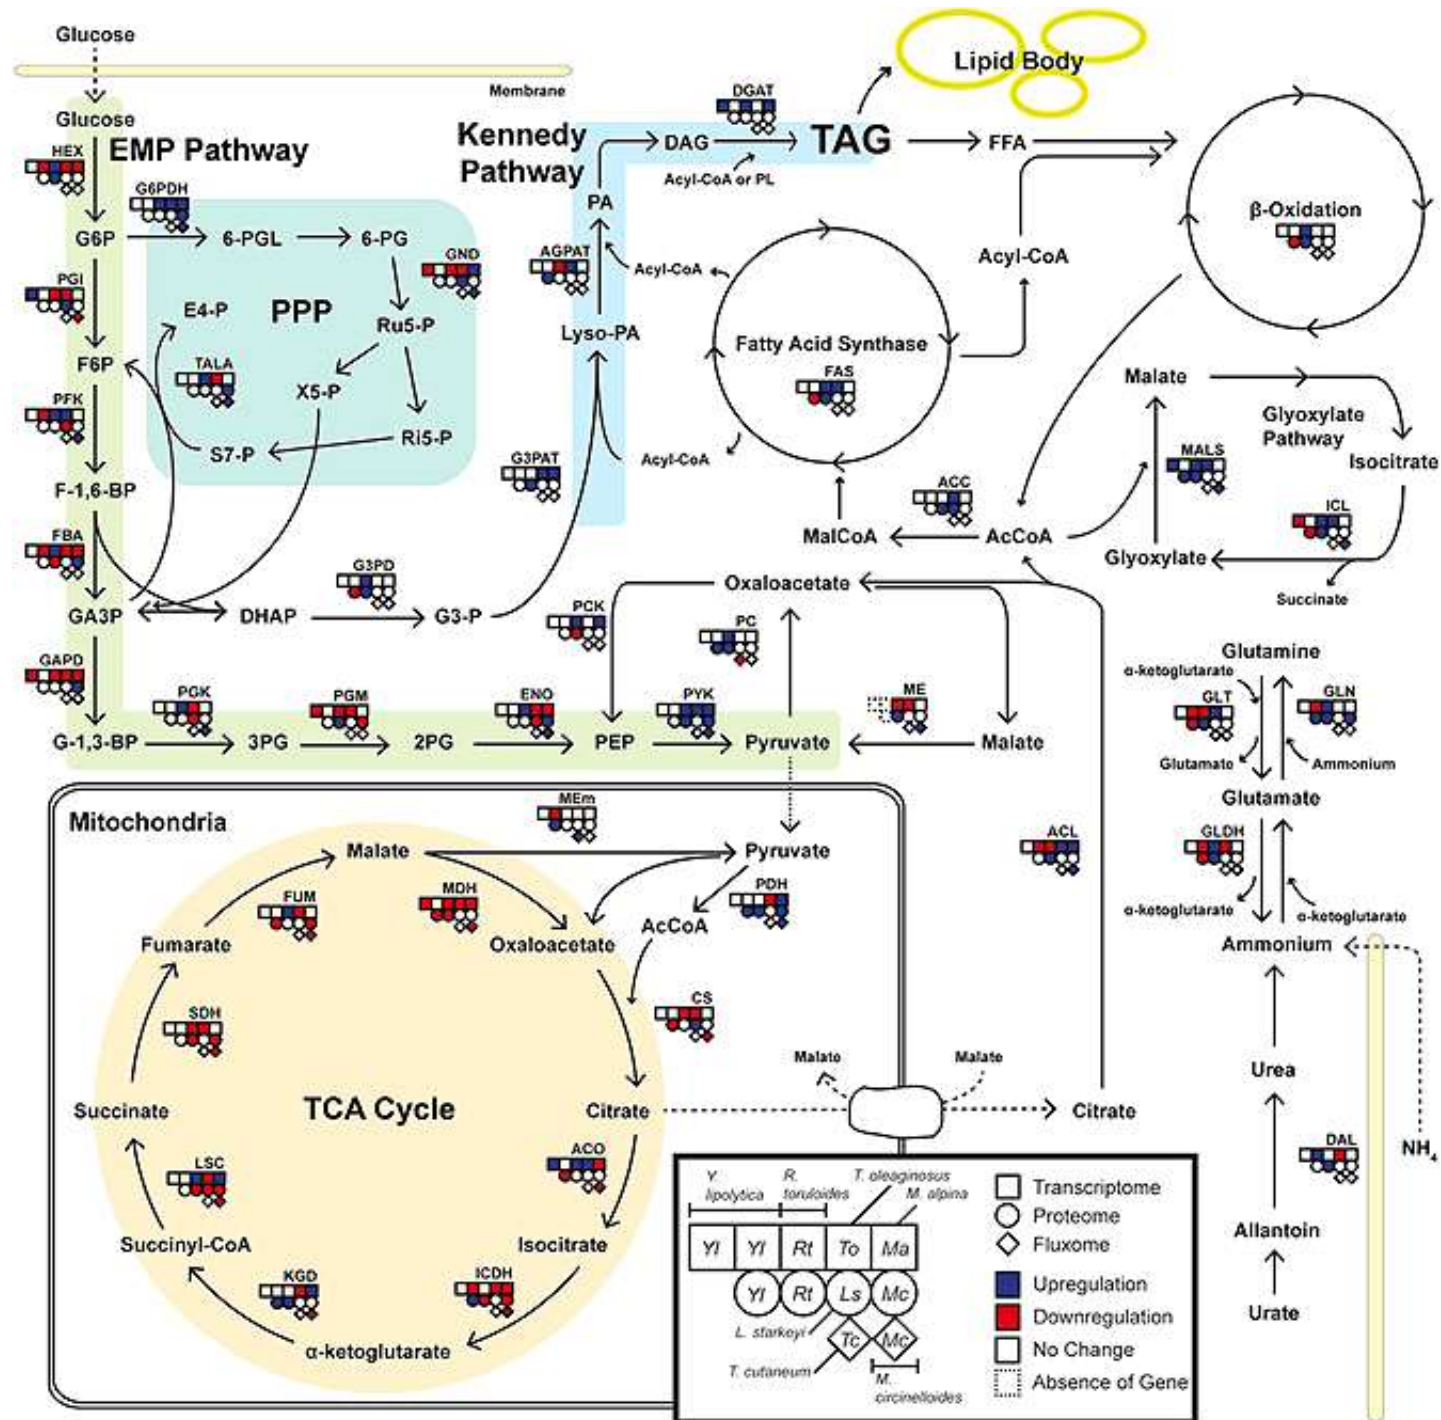 Glucose
Membrane
Glucose
EMP Pathway
HEX
G6PDH
G6P
6-PGL
6-PG
GND
PGI
E4-P
PPP
Ru5-P
F6P
TALA
X5-P
PFK
S7-P
Ri5-P
F-1,6-BP
FBA
G3PD
GA3P
DHAP
G3-P
GAPD
PGK
PGM
ENO
PYK
G-1,3-BP
3PG
2PG
PEP
Pyruvate
Kennedy
Pathway
DGAT
DAG
TAG
Acyl-CoA or PL
PA
AGPAT
Acyl-CoA
Lyso-PA
G3PAT
Acyl-CoA
Lipid Body
FFA
β-Oxidation
Acyl-CoA
Fatty Acid Synthase
FAS
ACC
MalCoA
AcCoA
Malate
Glyoxylate
Pathway
MALS
Isocitrate
ICL
Glyoxylate
Succinate
Oxaloacetate
PCK
PC
ME
Malate
Glutamine
α-ketoglutarate
GLT
GLN
Glutamate
Ammonium
Glutamate
GLDH
α-ketoglutarate
α-ketoglutarate
Ammonium
Urea
DAL
NH4
Allantoin
Urate
ACL
Mitochondria
MEm
Malate
Pyruvate
FUM
MDH
PDH
AcCoA
Fumarate
Oxaloacetate
SDH
CS
Malate
Malate
Succinate
TCA Cycle
Citrate
Citrate
LSC
ACO
Succinyl-CoA
Isocitrate
KGD
ICDH
α-ketoglutarate
Y.
lipolytica
R.
toruloides
T. oleaginosus
M. alpina
Yl Yl Rt To Ma
Yl Rt Ls Mc
L. starkeyi
Tc Mc
T. cutaneum
M.
circinelloides
Transcriptome
Proteome
Fluxome
Upregulation
Downregulation
No Change
Absence of Gene